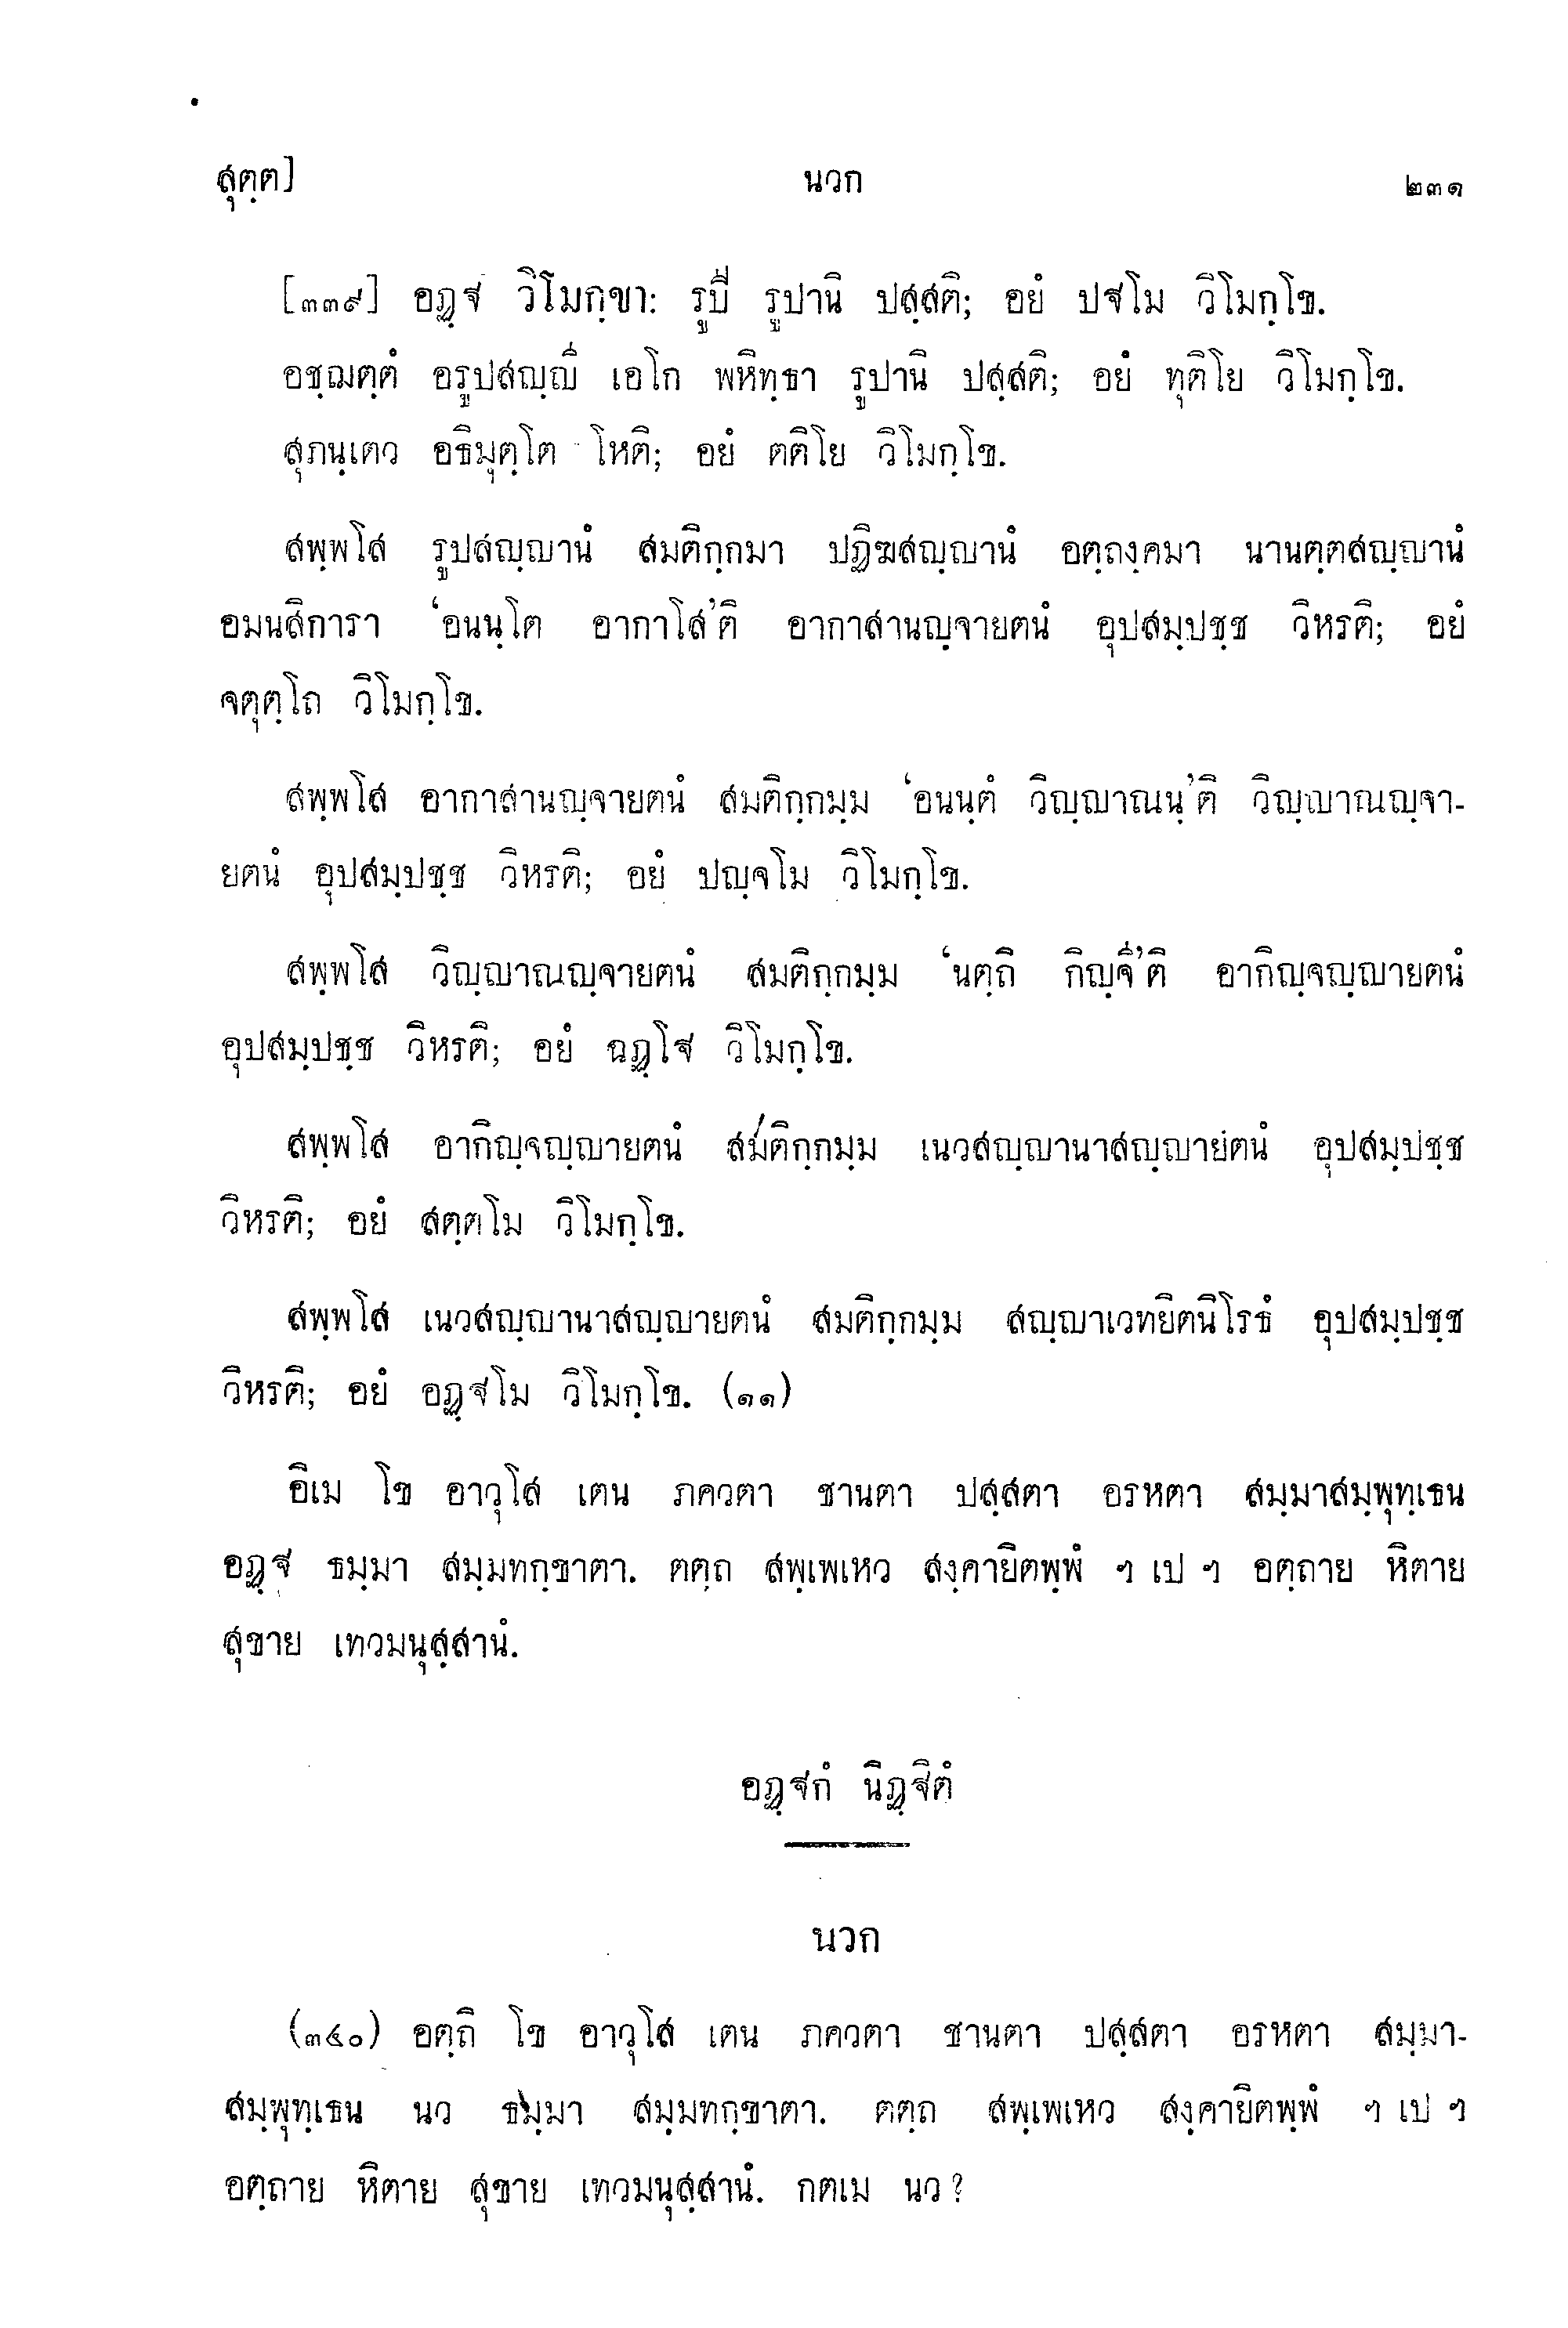 สุตฺต] นวก ๒๓๑
[๓๓๙] อฏฺฐ วิโมกฺขา: รูปี รูปานิ ปสฺสติ; อยํ ปฐโม วิโมกฺโข.
อชฺฌตฺตํ อรูปสญฺญี เอโก พหิทฺธา รูปานิ ปสฺสติ; อยํ ทุติโย วิโมกฺโข.
สุภนฺเตว อธิมุตฺโต โหติ; อยํ ตติโย วิโมกฺโข.
สพฺพโส รูปสญฺญานํ สมติกฺกมา ปฏิฆสญฺญานํ อตฺถงฺคมา นานตฺตสญฺญานํ
อมนสิการา ‘อนนฺโต อากาโส’ติ อากาสานญฺจายตนํ อุปสมฺปชฺช วิหรติ; อยํ
จตุตฺโถ วิโมกฺโข.
สพฺพโส อากาสานญฺจายตนํ สมติกฺกมฺม ‘อนนฺตํ วิญฺญาณนฺ’ติ วิญฺญาณญฺจา-
ยตนํ อุปสมฺปชฺช วิหรติ; อยํ ปญฺจโม วิโมกฺโข.
สพฺพโส วิญฺญาณญฺจายตนํ สมติกฺกมฺม ‘นตฺถิ กิญฺจี’ติ อากิญฺจญฺญายตนํ
อุปสมฺปชฺช วิหรติ; อยํ ฉฏฺโฐ วิโมกฺโข.
สพฺพโส อากิญฺจญฺญายตนํ สมติกฺกมฺม เนวสญฺญานาสญฺญายตนํ อุปสมฺปชฺช
วิหรติ; อยํ สตฺตโม วิโมกฺโข.
สพฺพโส เนวสญฺญานาสญฺญายตนํ สมติกฺกมฺม สญฺญาเวทยิตนิโรธํ อุปสมฺปชฺช
วิหรติ; อยํ อฏฺฐโม วิโมกฺโข. (๑๑)
อิเม โข อาวุโส เตน ภควตา ชานตา ปสฺสตา อรหตา สมฺมาสมฺพุทฺเธน
อฏฺฐ ธมฺมา สมฺมทกฺขาตา. ตตฺถ สพฺเพเหว สงฺคายิตพฺพํ ฯ เป ฯ อตฺถาย หิตาย
สุขาย เทวมนุสฺสานํ.
อฏฺฐกํ นิฏฺฐิตํ
นวก
(๓๔๐) อตฺถิ โข อาวุโส เตน ภควตา ชานตา ปสฺสตา อรหตา สมฺมา-
สมฺพุทฺเธน นว ธมฺมา สมฺมทกฺขาตา. ตตฺถ สพฺเพเหว สงฺคายิตพฺพํ ฯ เป ฯ
อตฺถาย หิตาย สุขาย เทวมนุสฺสานํ. กตเม นว?